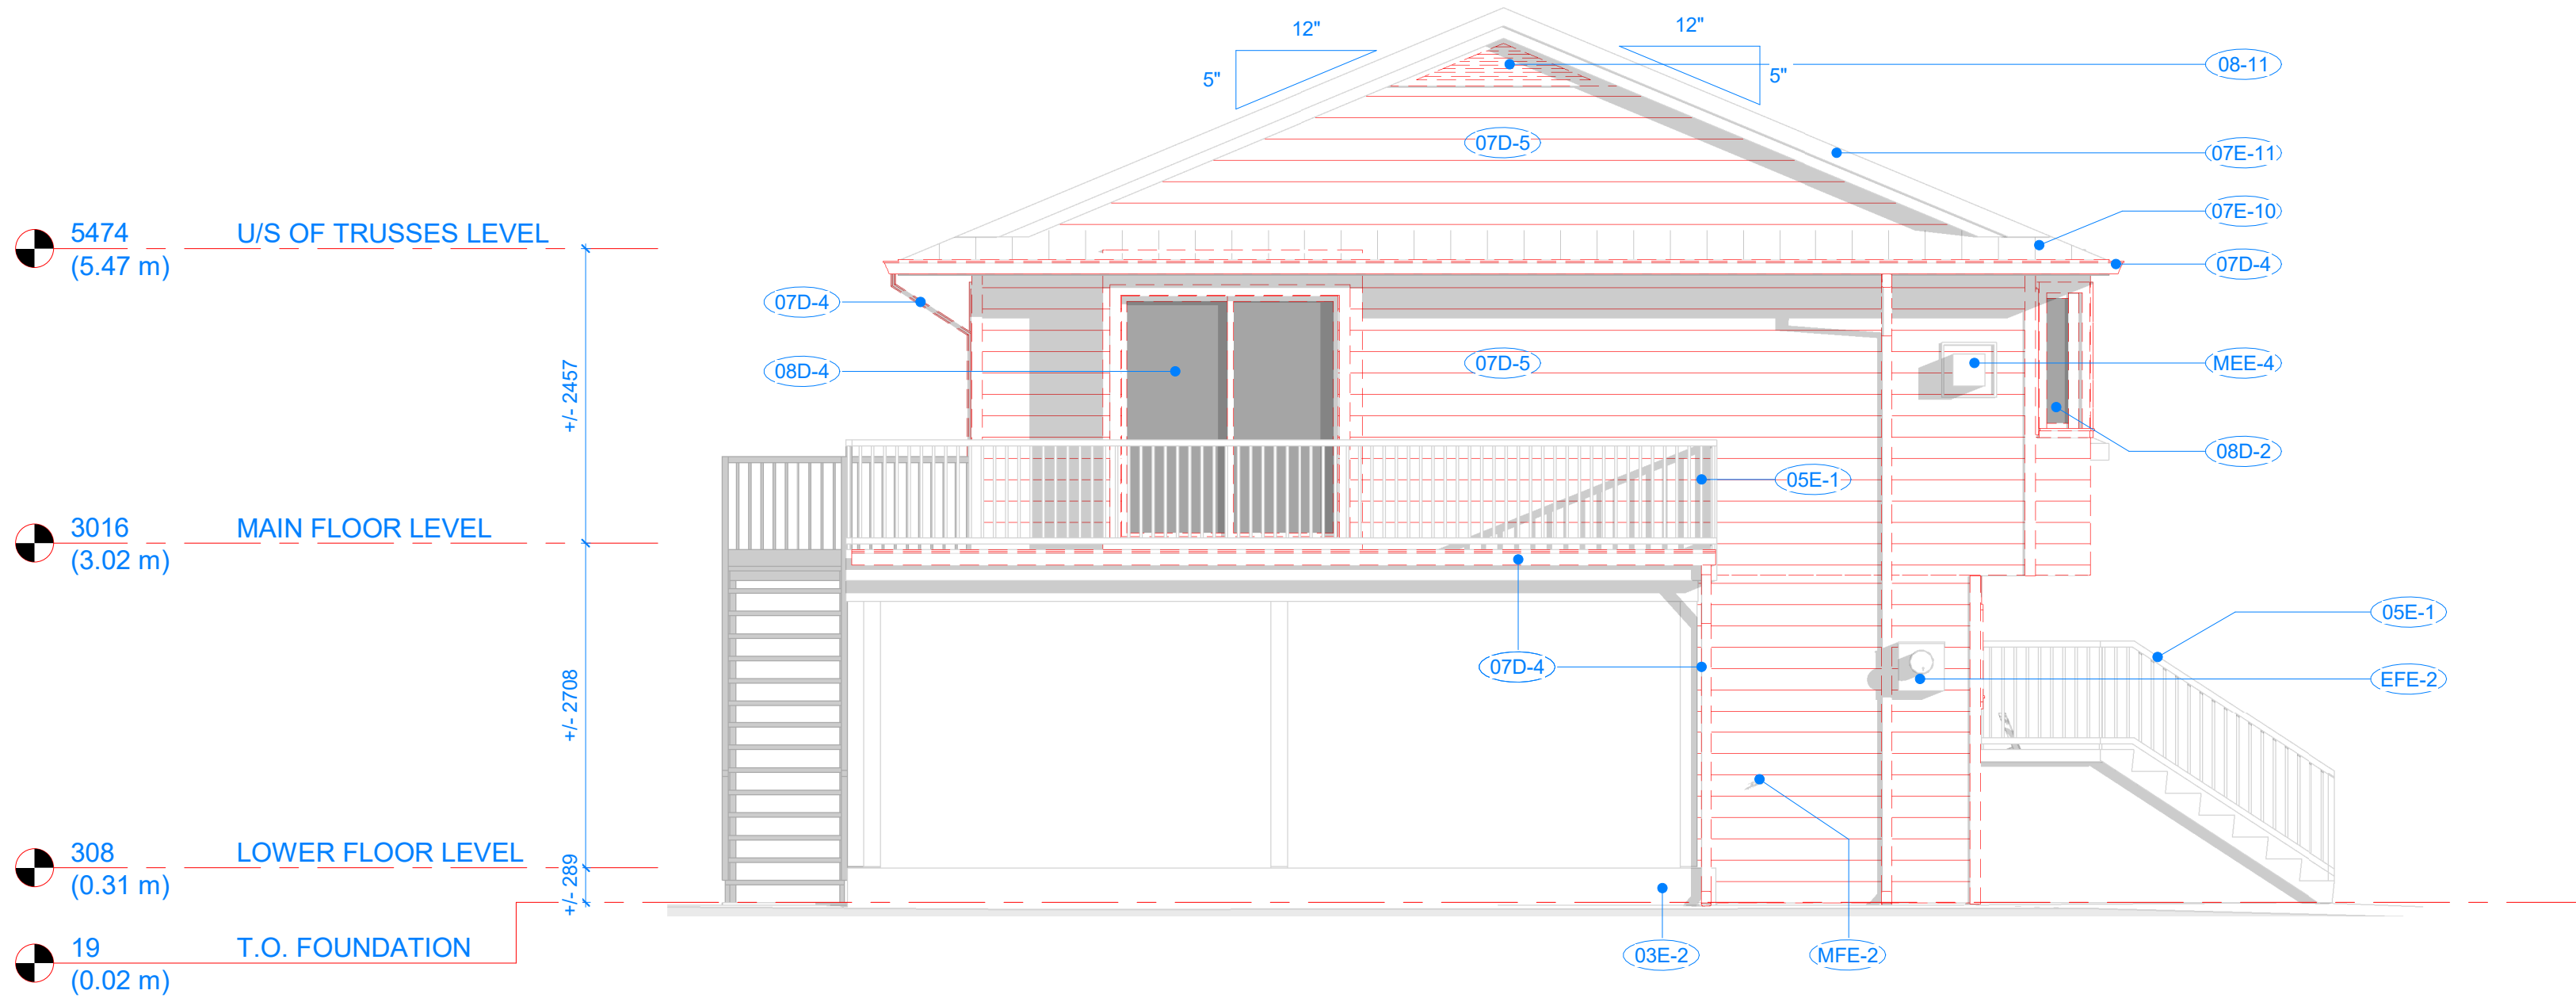 12"
12"
5"
5"
08-11
07D-5
07E-11
07E-10
5474
U/S OF TRUSSES LEVEL
(5.47 m)
07D-4
07D-4
08D-4
07D-5
MEE-4
+/- 2457
08D-2
05E-1
3016
MAIN FLOOR LEVEL
(3.02 m)
05E-1
07D-4
EFE-2
+/- 2708
308
LOWER FLOOR LEVEL
(0.31 m)
+/- 289
19
T.O. FOUNDATION
(0.02 m)
03E-2
MFE-2